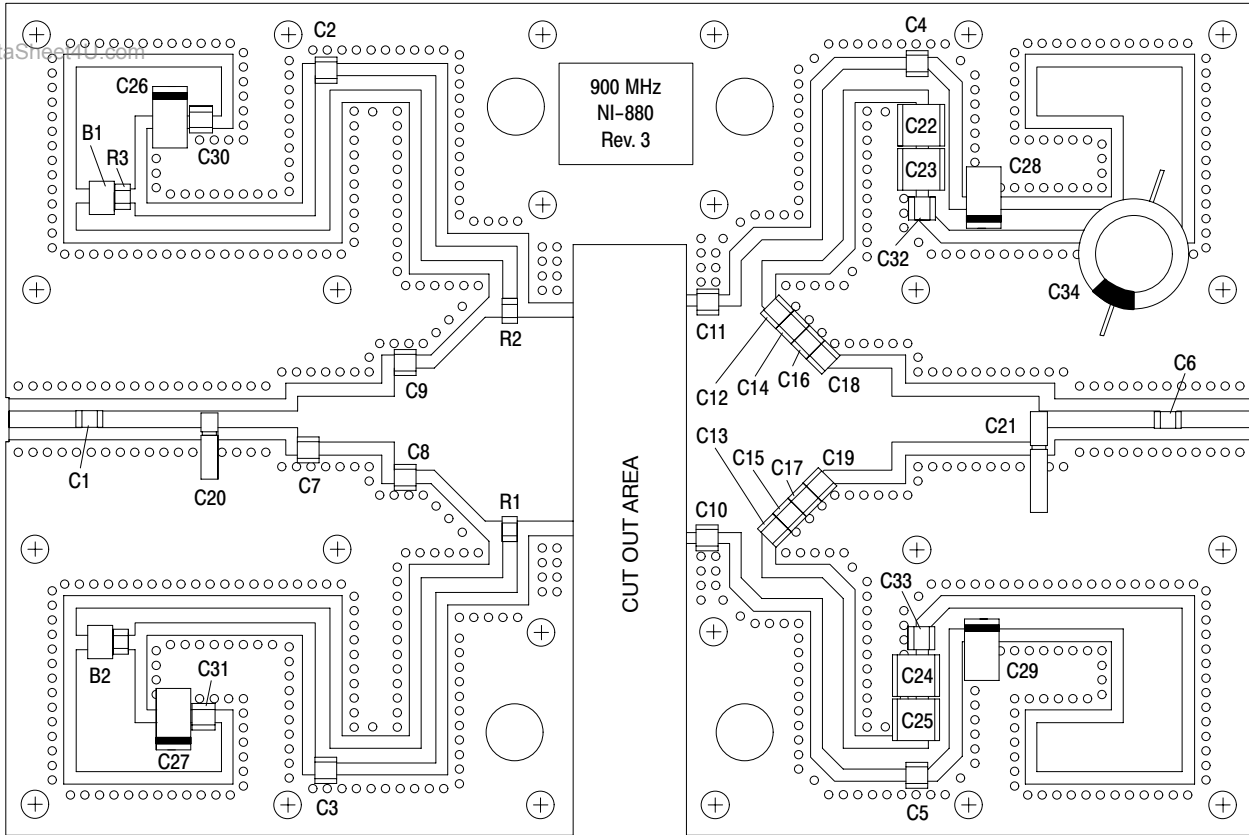 C2
C4
taSheet4U.com
C26
900 MHz
NI-880
Rev. 3
B1
R3
C30
C22
C23
C28
C32
C34
C11
R2
C9
C12
C14
C16
C18
C6
C1
C20
C7
C8
R1
C13
C15
C17
C19
C21
C10
CUT OUT AREA
C33
B2
C31
C24
C29
C25
C27
C3
C5